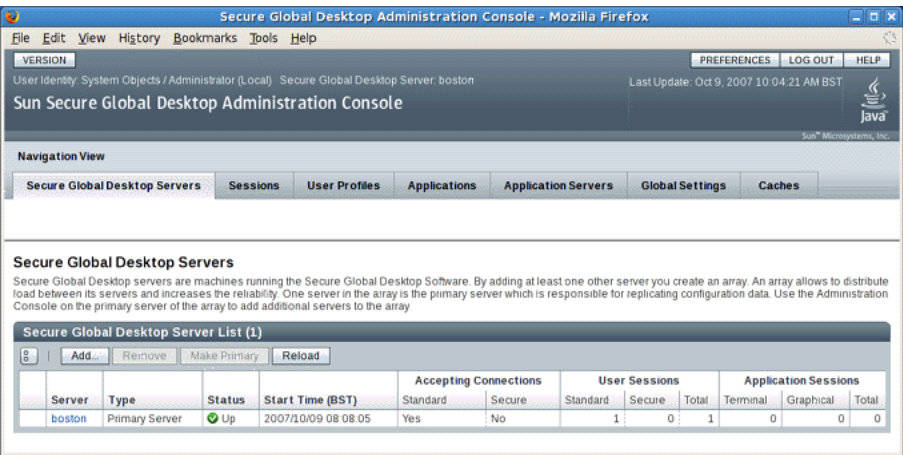 Secure Global Desktop Administration Console - Mozilla Firefox
File Edit View History Bookmarks Tools Help
VERSION PREFERENCES LOG OUT HELP
User Identity: System Objects / Administrator (Local) Secure Global Desktop Server: boston Last Update: Oct 9, 2007 10:04:21 AM BST
Sun Secure Global Desktop Administration Console
Java
Sun™ Microsystems, Inc.
Navigation View
Secure Global Desktop Servers Sessions User Profiles Applications Application Servers Global Settings Caches
Secure Global Desktop Servers
Secure Global Desktop servers are machines running the Secure Global Desktop Software. By adding at least one other server you create an array. An array allows to distribute
load between its servers and increases the reliability. One server in the array is the primary server which is responsible for replicating configuration data. Use the Administration
Console on the primary server of the array to add additional servers to the array
Secure Global Desktop Server List (1)
Add... Remove Make Primary Reload
Accepting Connections User Sessions Application Sessions
Server Type Status Start Time (BST) Standard Secure Standard Secure Total Terminal Graphical Total
boston Primary Server Up 2007/10/09 08:08:05 Yes No 1 0 1 0 0 0